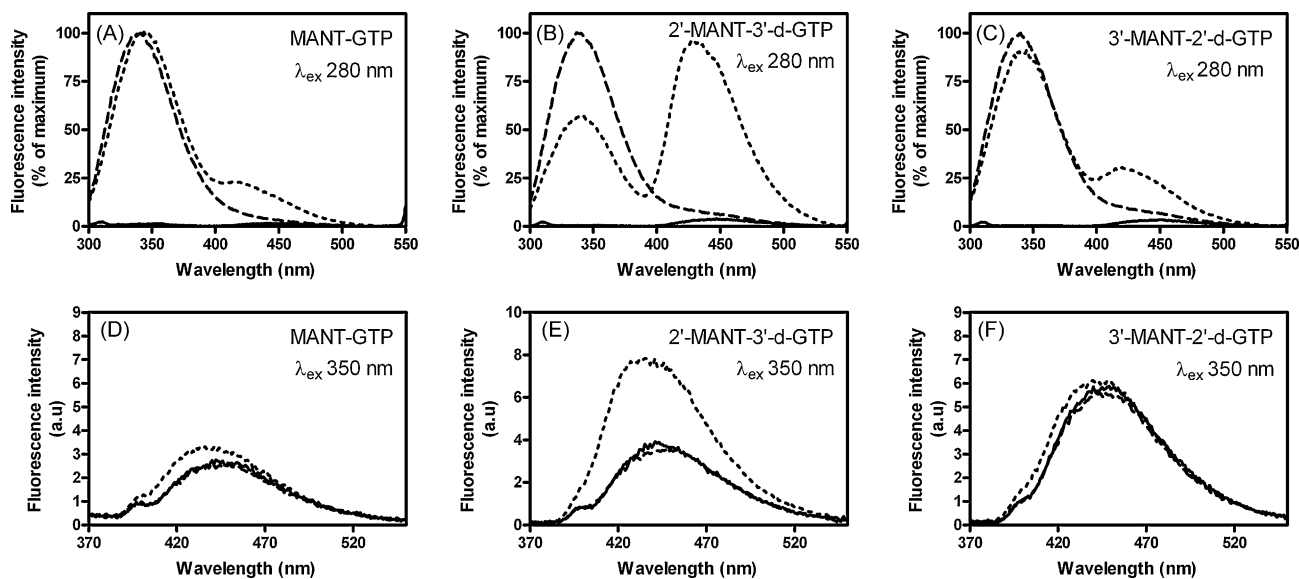 (A) MANT-GTP
λex 280 nm
Fluorescence intensity
(% of maximum)
100
75
50
25
0
300 350 400 450 500 550
Wavelength (nm)
(B) 2'-MANT-3'-d-GTP
λex 280 nm
Fluorescence intensity
(% of maximum)
100
75
50
25
0
300 350 400 450 500 550
Wavelength (nm)
(C) 3'-MANT-2'-d-GTP
λex 280 nm
Fluorescence intensity
(% of maximum)
100
75
50
25
0
300 350 400 450 500 550
Wavelength (nm)
(D) MANT-GTP
λex 350 nm
Fluorescence intensity
(a.u)
9
8
7
6
5
4
3
2
1
0
370 420 470 520
Wavelength (nm)
(E) 2'-MANT-3'-d-GTP
λex 350 nm
Fluorescence intensity
(a.u)
10
8
6
4
2
0
370 420 470 520
Wavelength (nm)
(F) 3'-MANT-2'-d-GTP
λex 350 nm
Fluorescence intensity
(a.u)
9
8
7
6
5
4
3
2
1
0
370 420 470 520
Wavelength (nm)